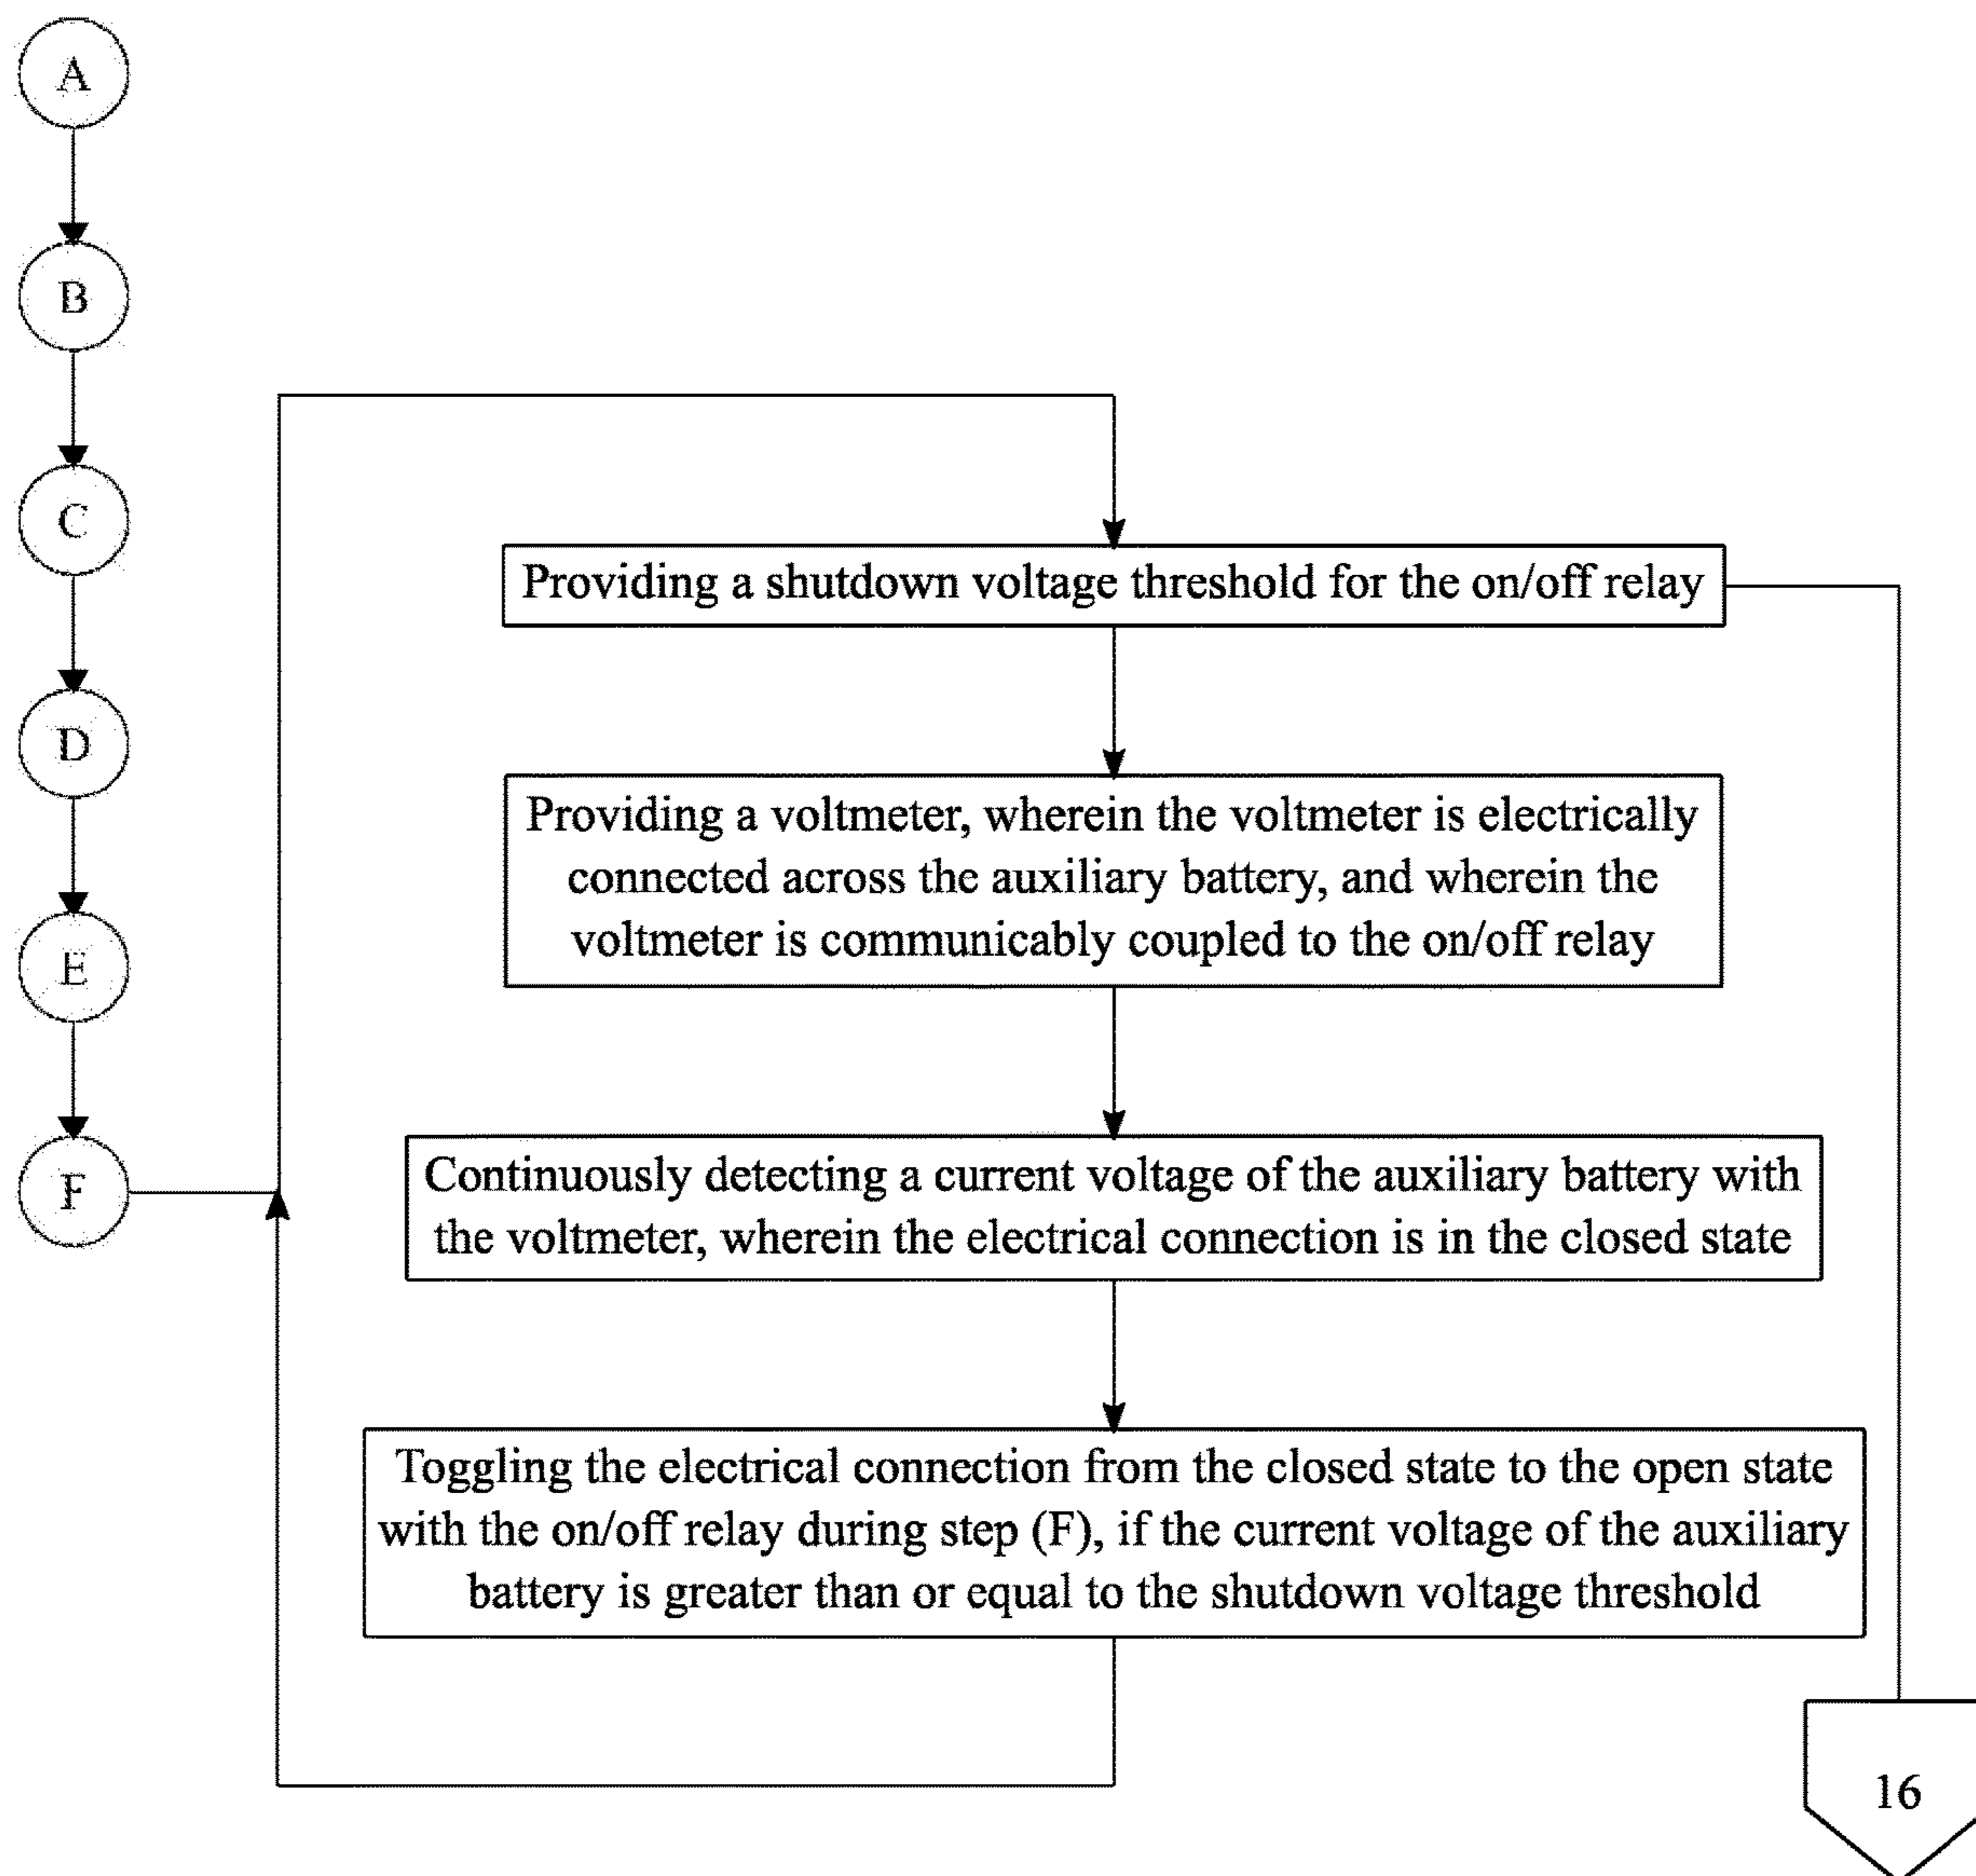 A
B
C
D
E
F
Providing a shutdown voltage threshold for the on/off relay
Providing a voltmeter, wherein the voltmeter is electrically
connected across the auxiliary battery, and wherein the
voltmeter is communicably coupled to the on/off relay
Continuously detecting a current voltage of the auxiliary battery with
the voltmeter, wherein the electrical connection is in the closed state
Toggling the electrical connection from the closed state to the open state
with the on/off relay during step (F), if the current voltage of the auxiliary
battery is greater than or equal to the shutdown voltage threshold
16